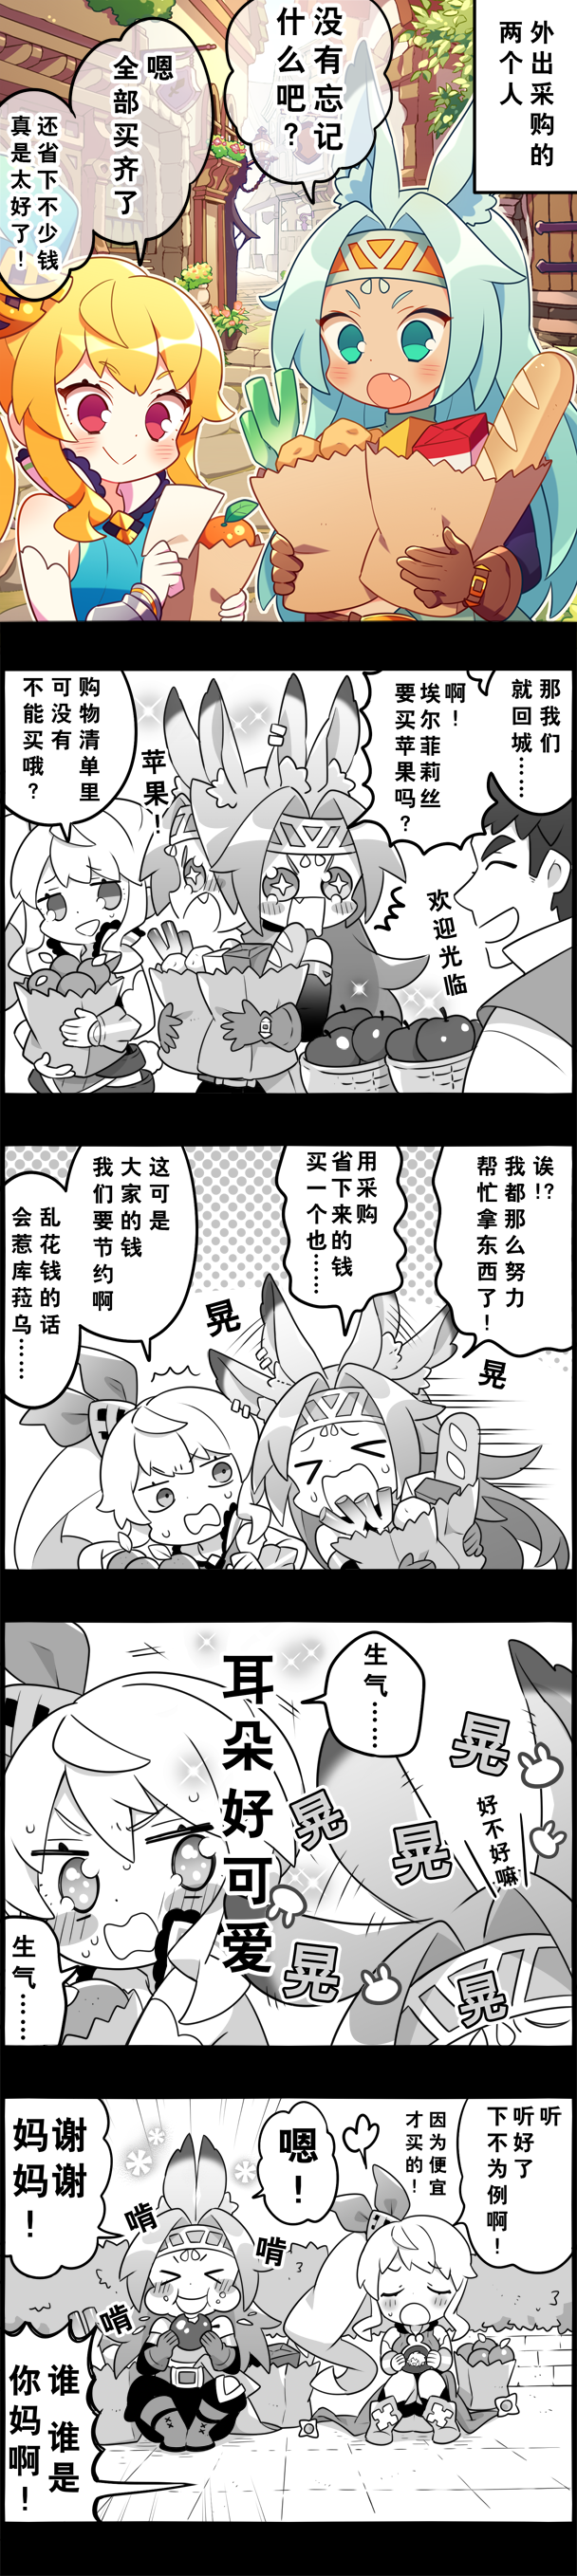 外出采购的
两个人
没有忘记
什么吧？
嗯
全部买齐了
还省下不少钱
真是太好了！
那我们
就回城……
啊！
埃尔菲莉丝
要买苹果吗？
欢迎光临
苹果！
购物清单里
可没有
不能买哦？
诶！？
我都那么努力
帮忙拿东西了！
用采购
省下来的钱
买一个也……
晃
晃
这可是
大家的钱
我们要节约啊
乱花钱的话
会惹库菈乌……
生气……
晃
晃
晃
晃
晃
好不好嘛
耳朵好可爱
生气……
听
听好了
下不为例啊！
因为便宜
才买的！
嗯！
啃
啃
啃
谢谢
妈妈！
谁谁是
你妈啊！